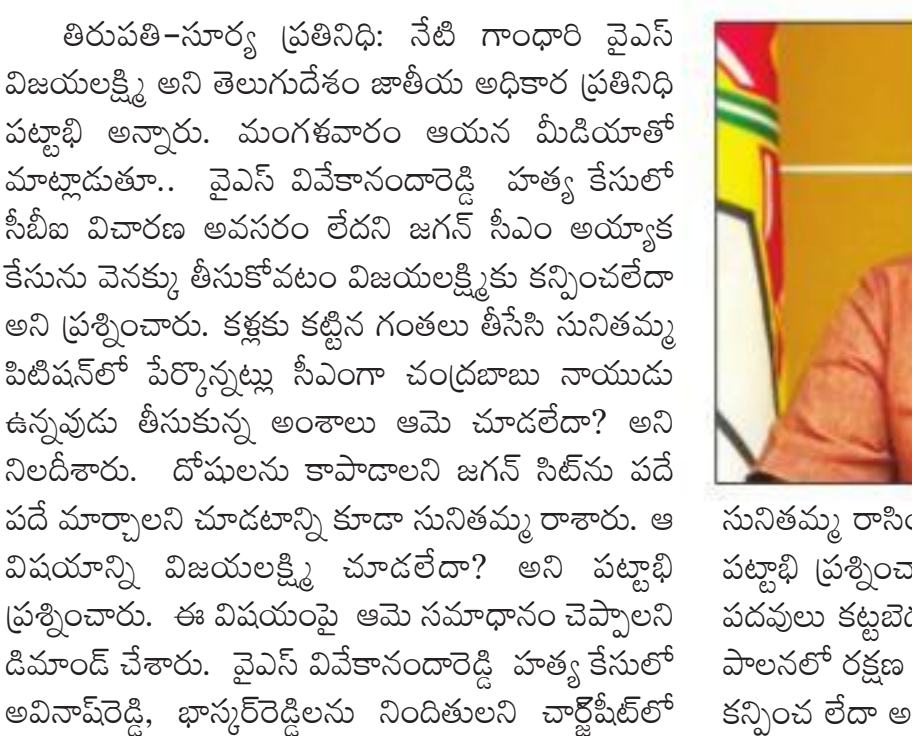 తిరుపతి-సూర్య ప్రతినిధి: నేటి గాంధారి వైఎస్
విజయలక్ష్మి అని తెలుగుదేశం జాతీయ అధికార ప్రతినిధి
పట్టాభి అన్నారు. మంగళవారం ఆయన మీడియాతో
మాట్లాడుతూ.. వైఎస్ వివేకానందారెడ్డి హత్య కేసులో
సీబీఐ విచారణ అవసరం లేదని జగన్ సీఎం అయ్యాక
కేసును వెనక్కు తీసుకోవటం విజయలక్ష్మికు కన్పించలేదా
అని ప్రశ్నించారు. కళ్లకు కట్టిన గంతలు తీసేసి సునితమ్మ
పిటిషన్‌లో పేర్కొన్నట్లు సీఎంగా చంద్రబాబు నాయుడు
ఉన్నవుడు తీసుకున్న అంశాలు ఆమె చూడలేదా? అని
నిలదీశారు. దోషులను కాపాడాలని జగన్ సిట్‌ను పదే
పదే మార్చాలని చూడటాన్ని కూడా సునితమ్మ రాశారు. ఆ
విషయాన్ని విజయలక్ష్మి చూడలేదా? అని పట్టాభి
ప్రశ్నించారు. ఈ విషయంపై ఆమె సమాధానం చెప్పాలని
డిమాండ్ చేశారు. వైఎస్ వివేకానందారెడ్డి హత్య కేసులో
అవినాష్‌రెడ్డి, భాస్కర్‌రెడ్డిలను నిందితులని చార్జ్‌షీట్‌లో
సునితమ్మ
పట్టాభి
పదవులు
పాలనలో రక్షణ
కన్పించ లేదా